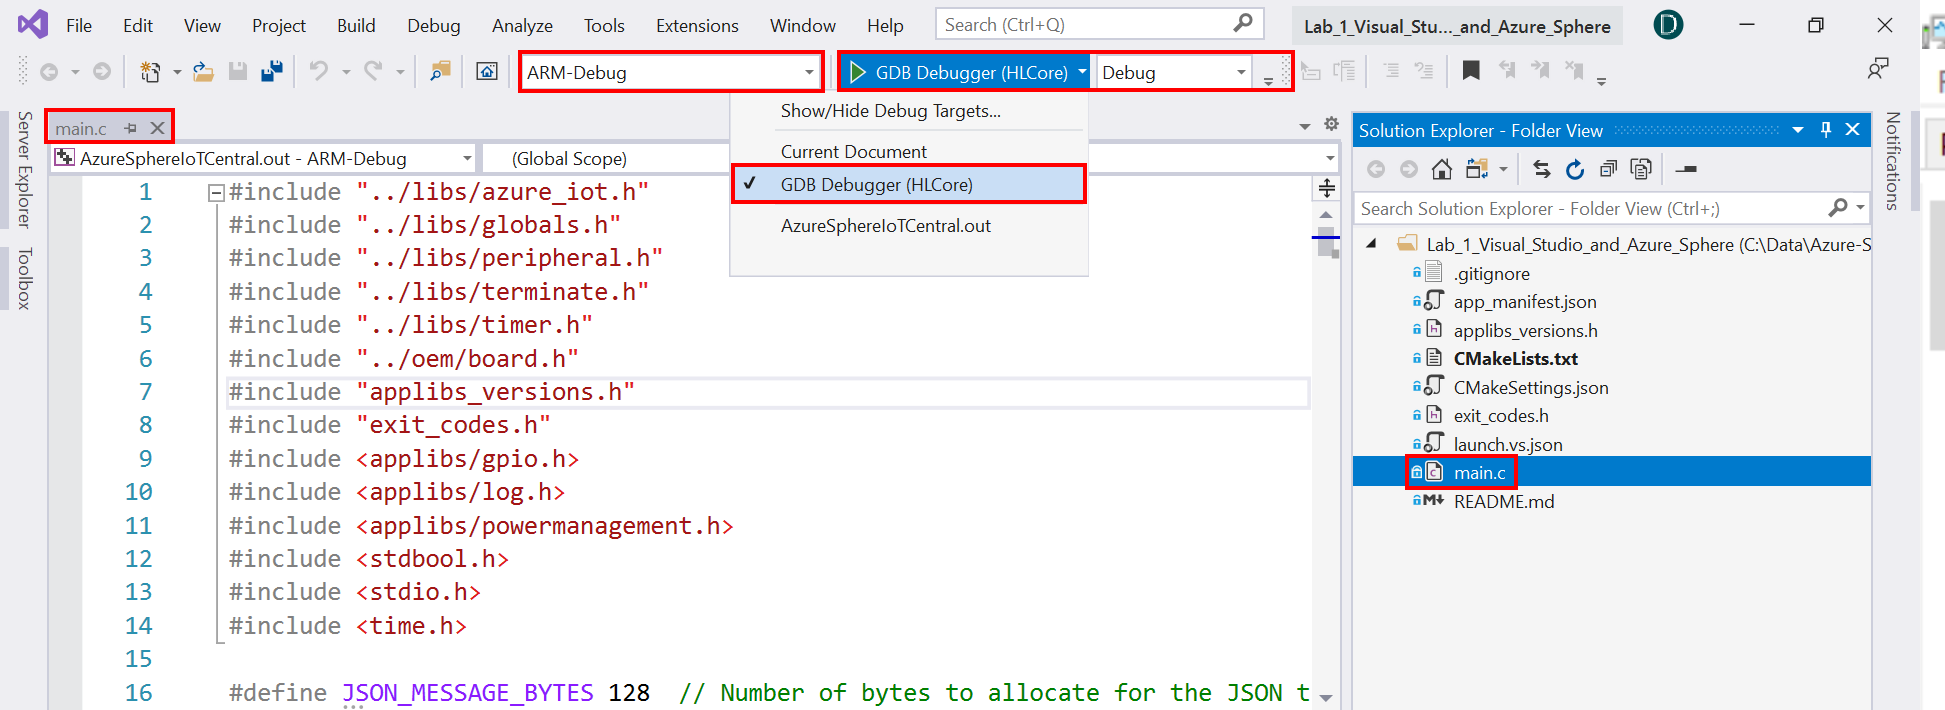 File Edit View Project Build Debug Test Analyze Tools Extensions Window Help Search (Ctrl+Q) Lab_1_Visual_Stu..._and_Azure_Sphere D
ARM-Debug GDB Debugger (HLCore) Debug
Show/Hide Debug Targets...
Current Document
GDB Debugger (HLCore)
AzureSphereIoTCentral.out
Server Explorer
Toolbox
main.c
AzureSphereIoTCentral.out - ARM-Debug (Global Scope)
1 #include "../libs/azure_iot.h"
2 #include "../libs/globals.h"
3 #include "../libs/peripheral.h"
4 #include "../libs/terminate.h"
5 #include "../libs/timer.h"
6 #include "../oem/board.h"
7 #include "applibs_versions.h"
8 #include "exit_codes.h"
9 #include <applibs/gpio.h>
10 #include <applibs/log.h>
11 #include <applibs/powermanagement.h>
12 #include <stdbool.h>
13 #include <stdio.h>
14 #include <time.h>
15
16 #define JSON_MESSAGE_BYTES 128 // Number of bytes to allocate for the JSON t
Solution Explorer - Folder View
Search Solution Explorer - Folder View (Ctrl+;)
Lab_1_Visual_Studio_and_Azure_Sphere (C:\Data\Azure-S
.gitignore
app_manifest.json
applibs_versions.h
CMakeLists.txt
CMakeSettings.json
exit_codes.h
launch.vs.json
main.c
README.md
Notifications